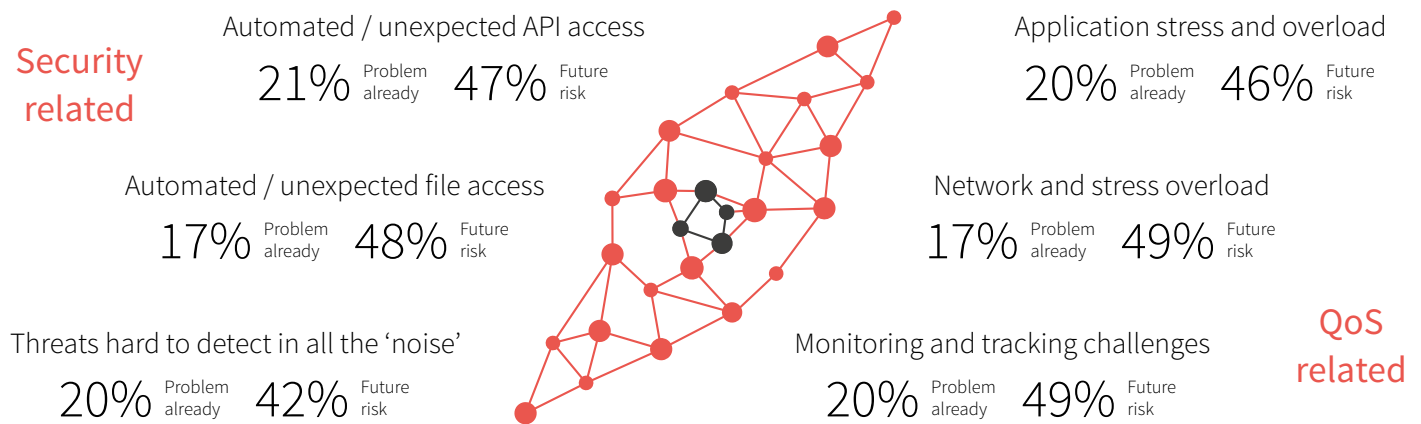 Security
related
Automated / unexpected API access
21% Problem already 47% Future risk
Automated / unexpected file access
17% Problem already 48% Future risk
Threats hard to detect in all the ‘noise’
20% Problem already 42% Future risk
Application stress and overload
20% Problem already 46% Future risk
Network and stress overload
17% Problem already 49% Future risk
Monitoring and tracking challenges
20% Problem already 49% Future risk
QoS
related